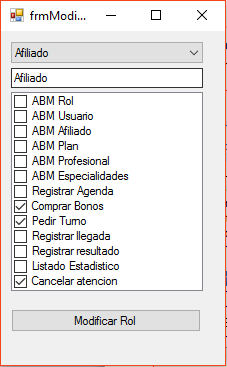 frmModi...
Afiliado
Afiliado
ABM Rol
ABM Usuario
ABM Afiliado
ABM Plan
ABM Profesional
ABM Especialidades
Registrar Agenda
Comprar Bonos
Pedir Turno
Registrar llegada
Registrar resultado
Listado Estadistico
Cancelar atencion
Modificar Rol